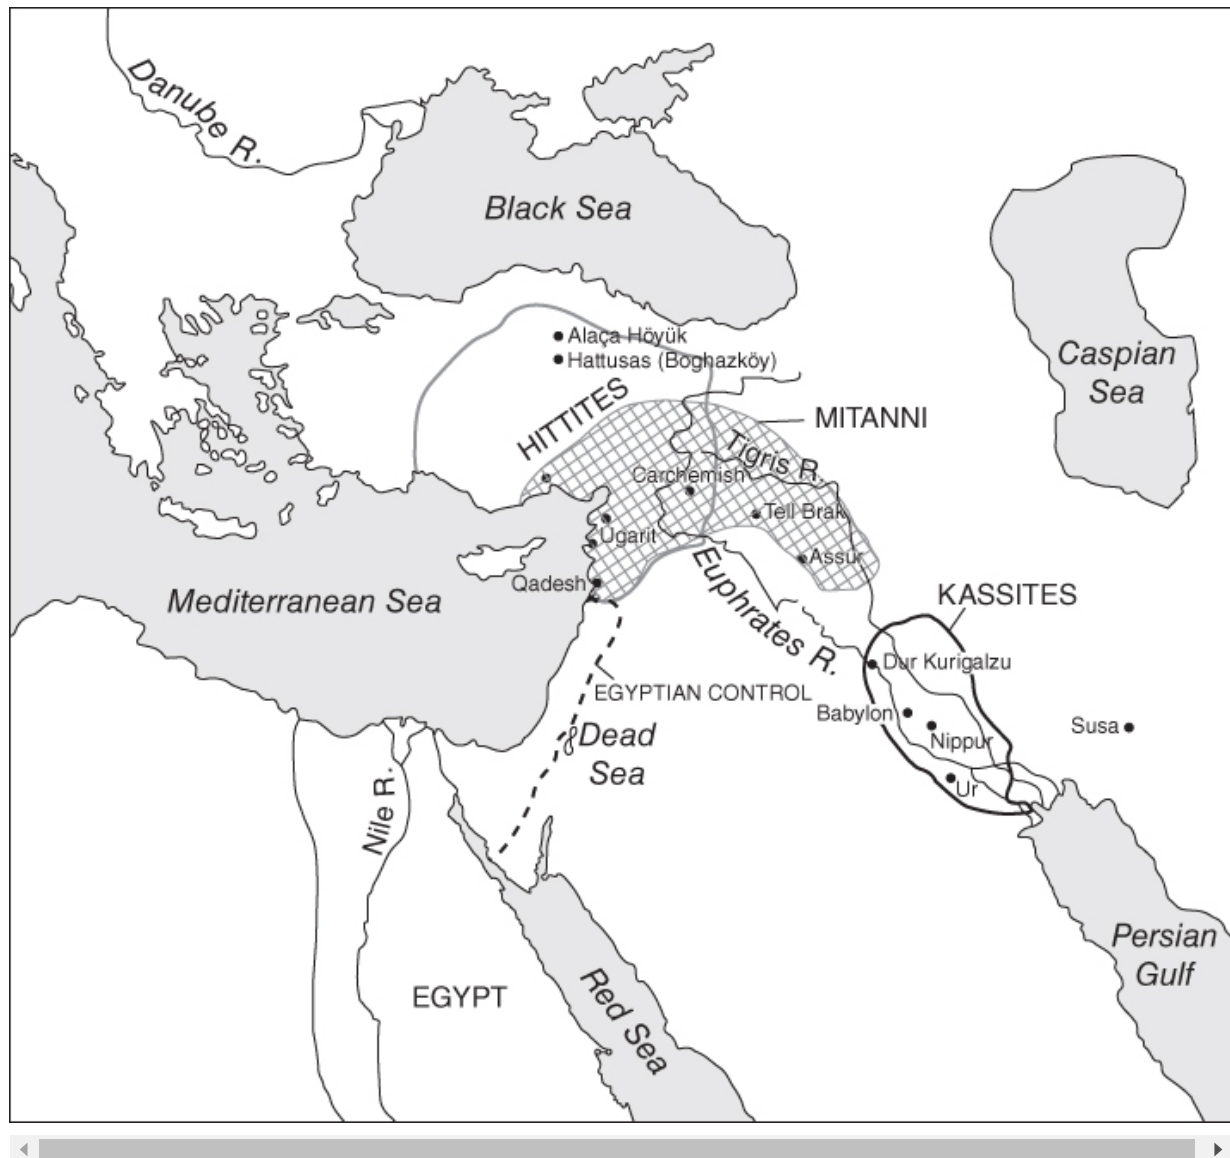 Danube R.
Black Sea
Caspian
Sea
Alaça Höyük
Hattusas (Boghazköy)
HITTITES
MITANNI
Tigris R.
Carchemish
Tell Brak
Ugarit
Assur
Qadesh
Euphrates R.
Mediterranean Sea
KASSITES
Dur Kurigalzu
EGYPTIAN CONTROL
Babylon
Nippur
Susa
Dead
Sea
Ur
Nile R.
Persian
Gulf
EGYPT
Red Sea